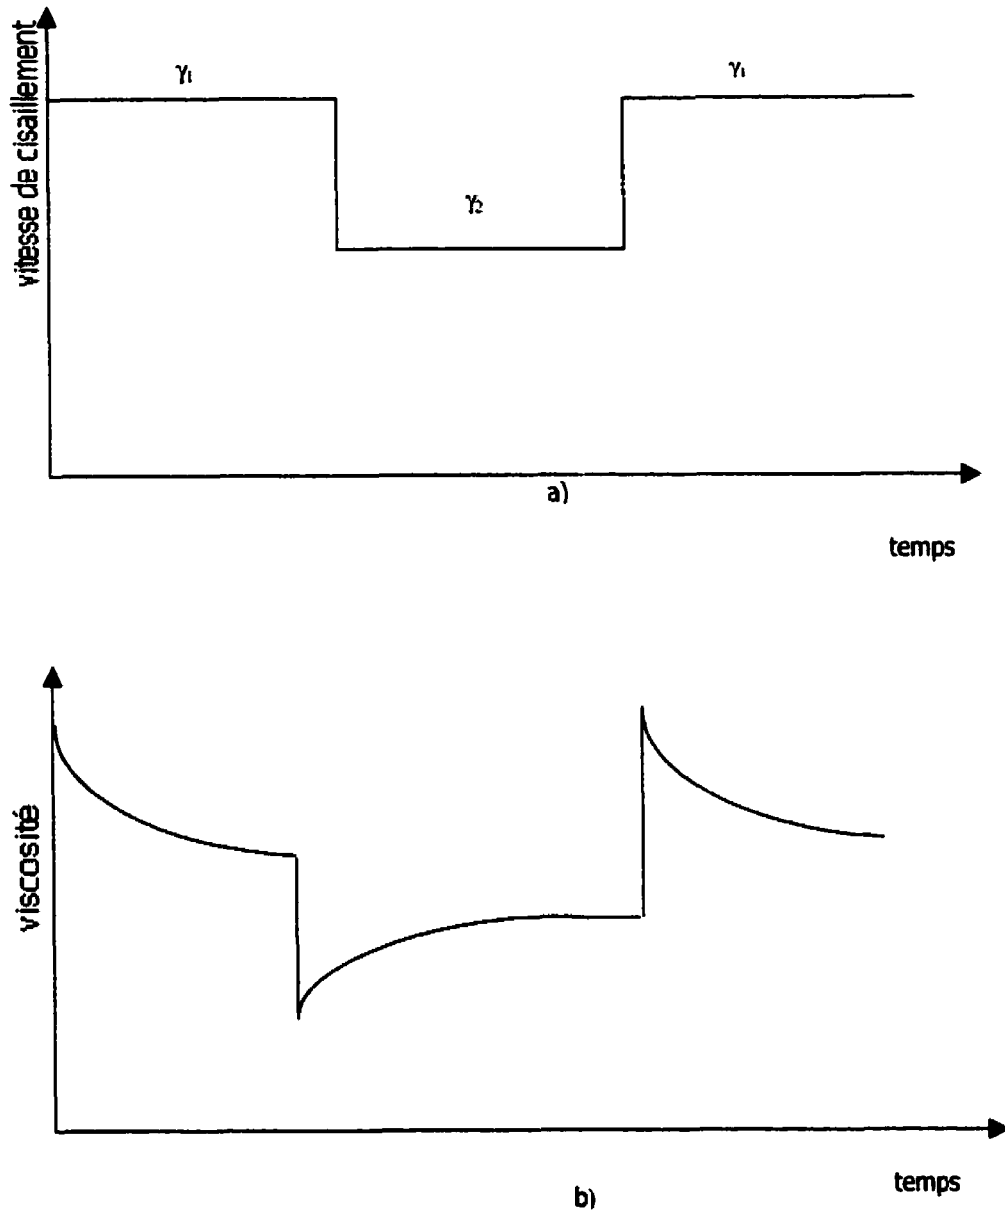 vitesse de cisaillement
γ₁
γ₂
γ₁
a)
temps
viscosité
temps
b)